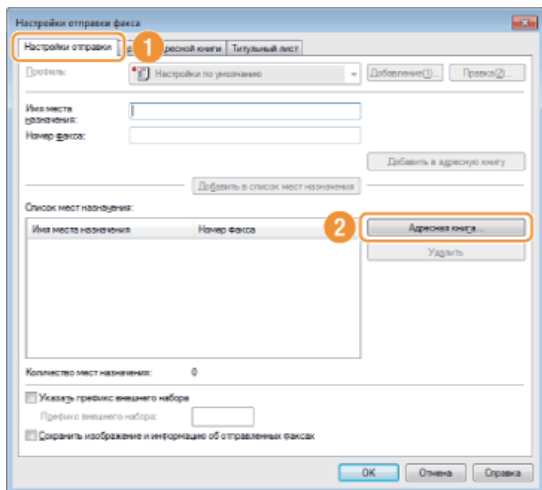 Настройки отправки факса
Настройки отправки
1
ресной книги
Титульный лист
Профиль:
Настройки по умолчанию
Добавление(1)...
Правка(2)...
Имя места
назначения:
Номер факса:
Добавить в адресную книгу
Добавить в список мест назначения
Список мест назначения:
Имя места назначения
Номер факса
2
Адресная книга...
Удалить
Количество мест назначения:
0
Указать префикс внешнего набора
Префикс внешнего набора:
Сохранить изображение и информацию об отправленных факсах
OK
Отмена
Справка